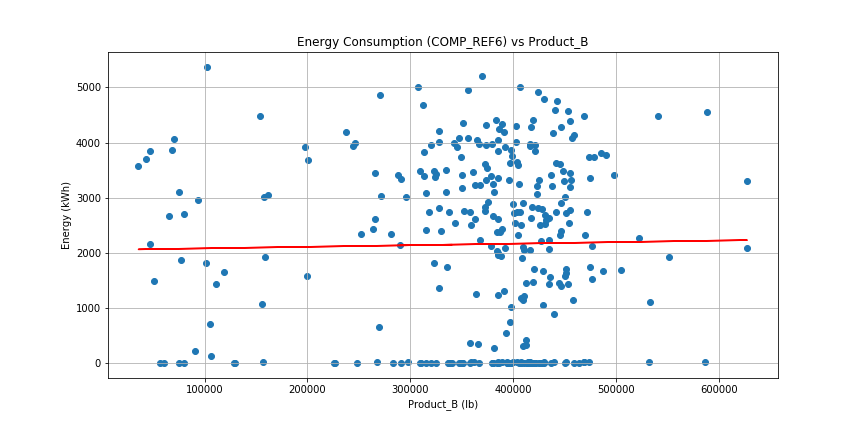 Energy Consumption (COMP_REF6) vs Product_B
5000
4000
3000
2000
1000
0
Energy (kWh)
100000 200000 300000 400000 500000 600000
Product_B (lb)